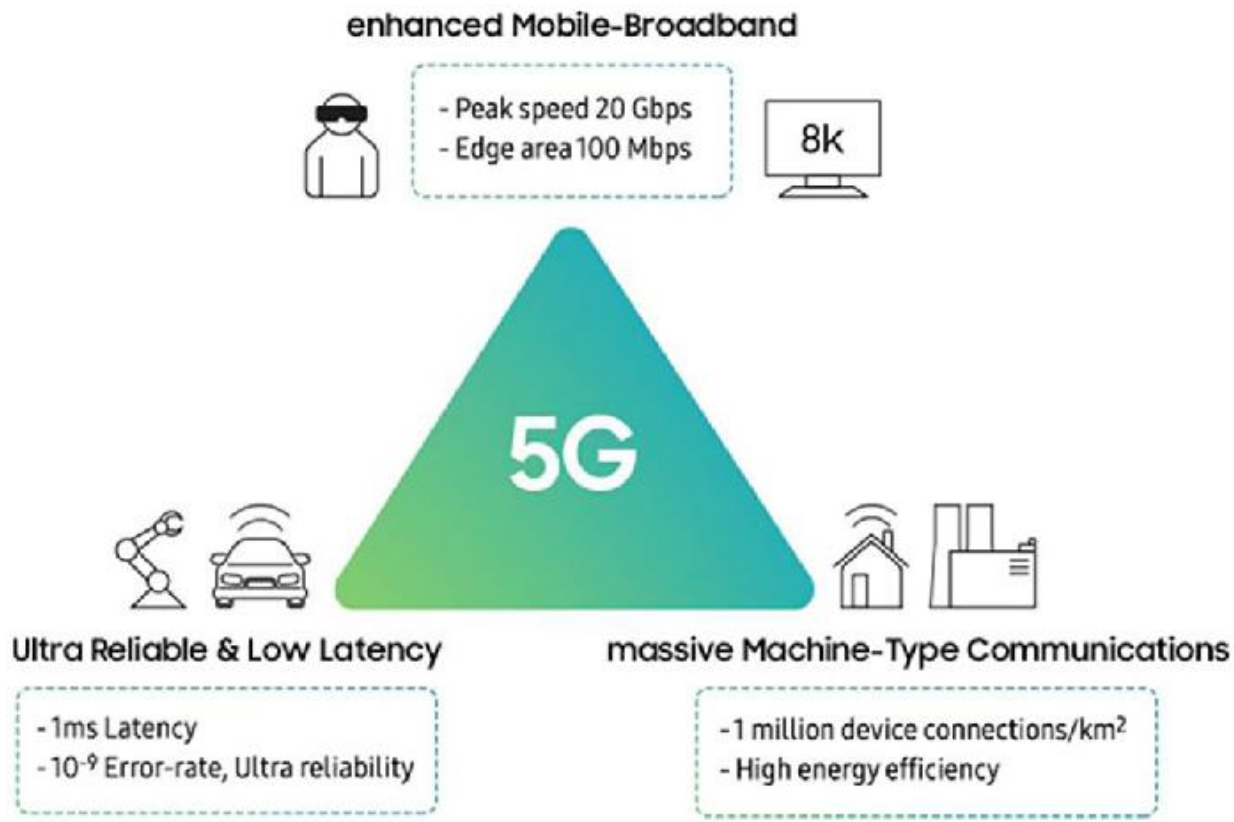 enhanced Mobile-Broadband
- Peak speed 20 Gbps
- Edge area 100 Mbps
8k
5G
Ultra Reliable & Low Latency
- 1ms Latency
- 10⁻⁹ Error-rate, Ultra reliability
massive Machine-Type Communications
- 1 million device connections/km²
- High energy efficiency